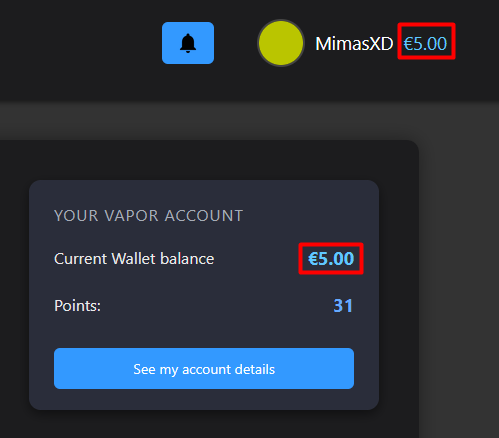 MimasXD €5.00
YOUR VAPOR ACCOUNT
Current Wallet balance €5.00
Points: 31
See my account details